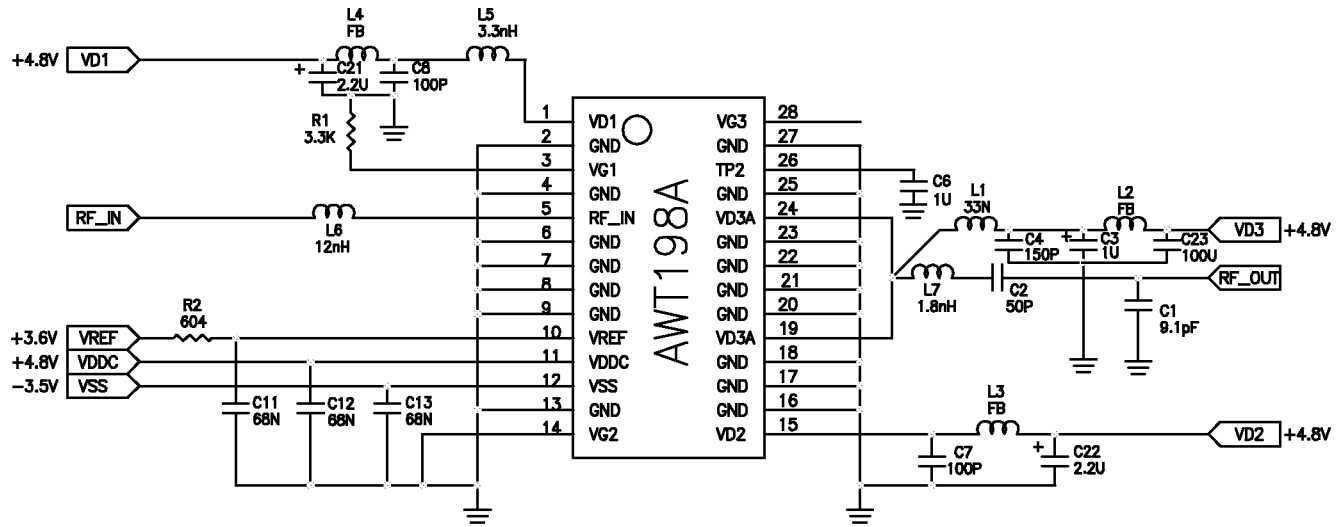 L4
FB
L5
3.3nH
+4.8V VD1
+ C21
2.2U
C8
100P
R1
3.3K
1 VD1 VG3 28
2 GND GND 27
3 VG1 TP2 26
4 GND GND 25
5 RF_IN VD3A 24
6 GND GND 23
7 GND GND 22
8 GND GND 21
9 GND GND 20
10 VREF VD3A 19
11 VDDC GND 18
12 VSS GND 17
13 GND GND 16
14 VG2 VD2 15
AWT198A
RF_IN
L6
12nH
R2
604
+3.6V VREF
+4.8V VDDC
-3.5V VSS
C11
68N
C12
68N
C13
68N
C6
1U
L1
33N
L2
FB
VD3 +4.8V
C4
150P
+ C3
1U
C23
100U
L7
1.8nH
C2
50P
RF_OUT
C1
9.1pF
L3
FB
VD2 +4.8V
C7
100P
+ C22
2.2U